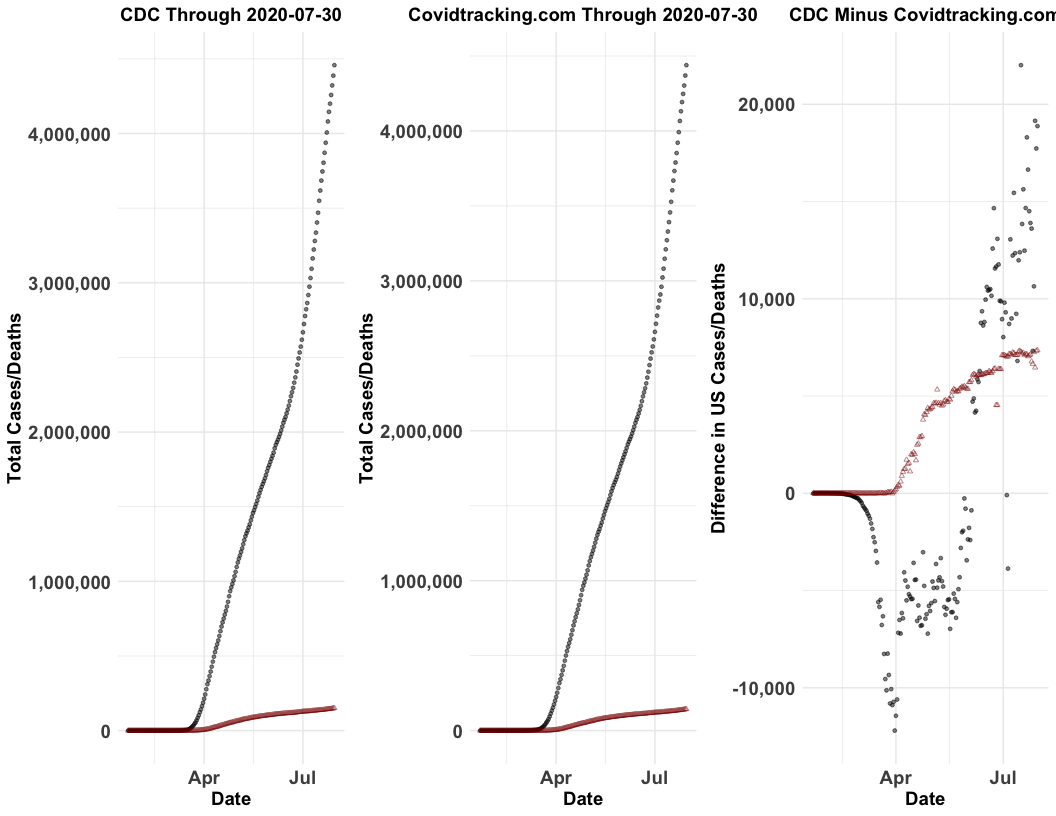 CDC Through 2020-07-30
Total Cases/Deaths
4,000,000
3,000,000
2,000,000
1,000,000
0
Apr
Jul
Date
Covidtracking.com Through 2020-07-30
Total Cases/Deaths
4,000,000
3,000,000
2,000,000
1,000,000
0
Apr
Jul
Date
CDC Minus Covidtracking.com
Difference in US Cases/Deaths
20,000
10,000
0
-10,000
Apr
Jul
Date